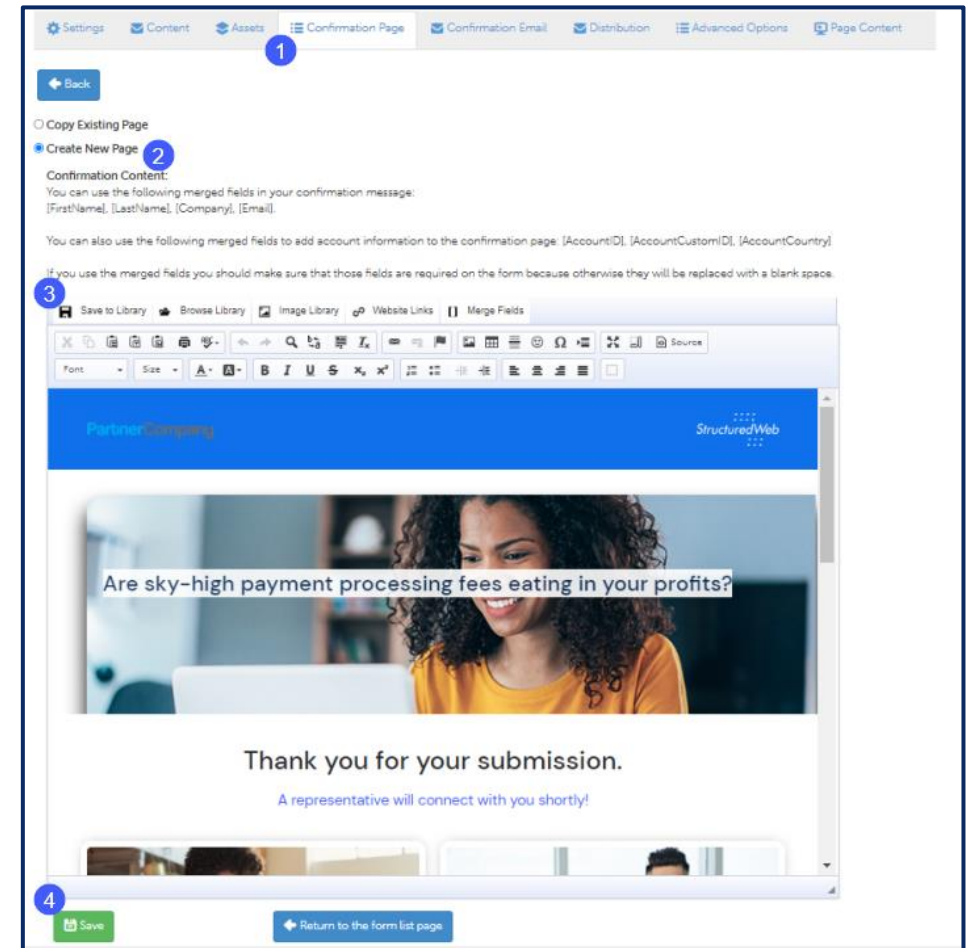 Settings Content Assets Confirmation Page Confirmation Email Distribution Advanced Options Page Content
1
Back
Copy Existing Page
Create New Page 2
Confirmation Content:
You can use the following merged fields in your confirmation message:
[FirstName], [LastName], [Company], [Email].
You can also use the following merged fields to add account information to the confirmation page: [AccountID], [AccountCustomID], [AccountCountry]
If you use the merged fields you should make sure that those fields are required on the form because otherwise they will be replaced with a blank space.
3
Save to Library Browse Library Image Library Website Links [] Merge Fields
Source
Font Size A A B I U S x₂ x²
PartnerCompany StructuredWeb
Are sky-high payment processing fees eating in your profits?
Thank you for your submission.
A representative will connect with you shortly!
4
Save Return to the form list page